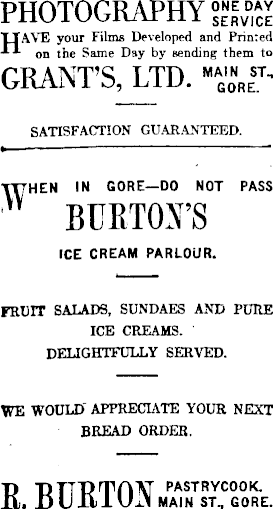 PHOTOGRAPHY ONE DAY SERVICE
HAVE your Films Developed and Printed
on the Same Day by sending them to
GRANT'S, LTD. MAIN ST., GORE.
SATISFACTION GUARANTEED.
WHEN IN GORE—DO NOT PASS
BURTON'S
ICE CREAM PARLOUR.
FRUIT SALADS, SUNDAES AND PURE
ICE CREAMS.
DELIGHTFULLY SERVED.
WE WOULD APPRECIATE YOUR NEXT
BREAD ORDER.
R. BURTON PASTRYCOOK. MAIN ST., GORE.